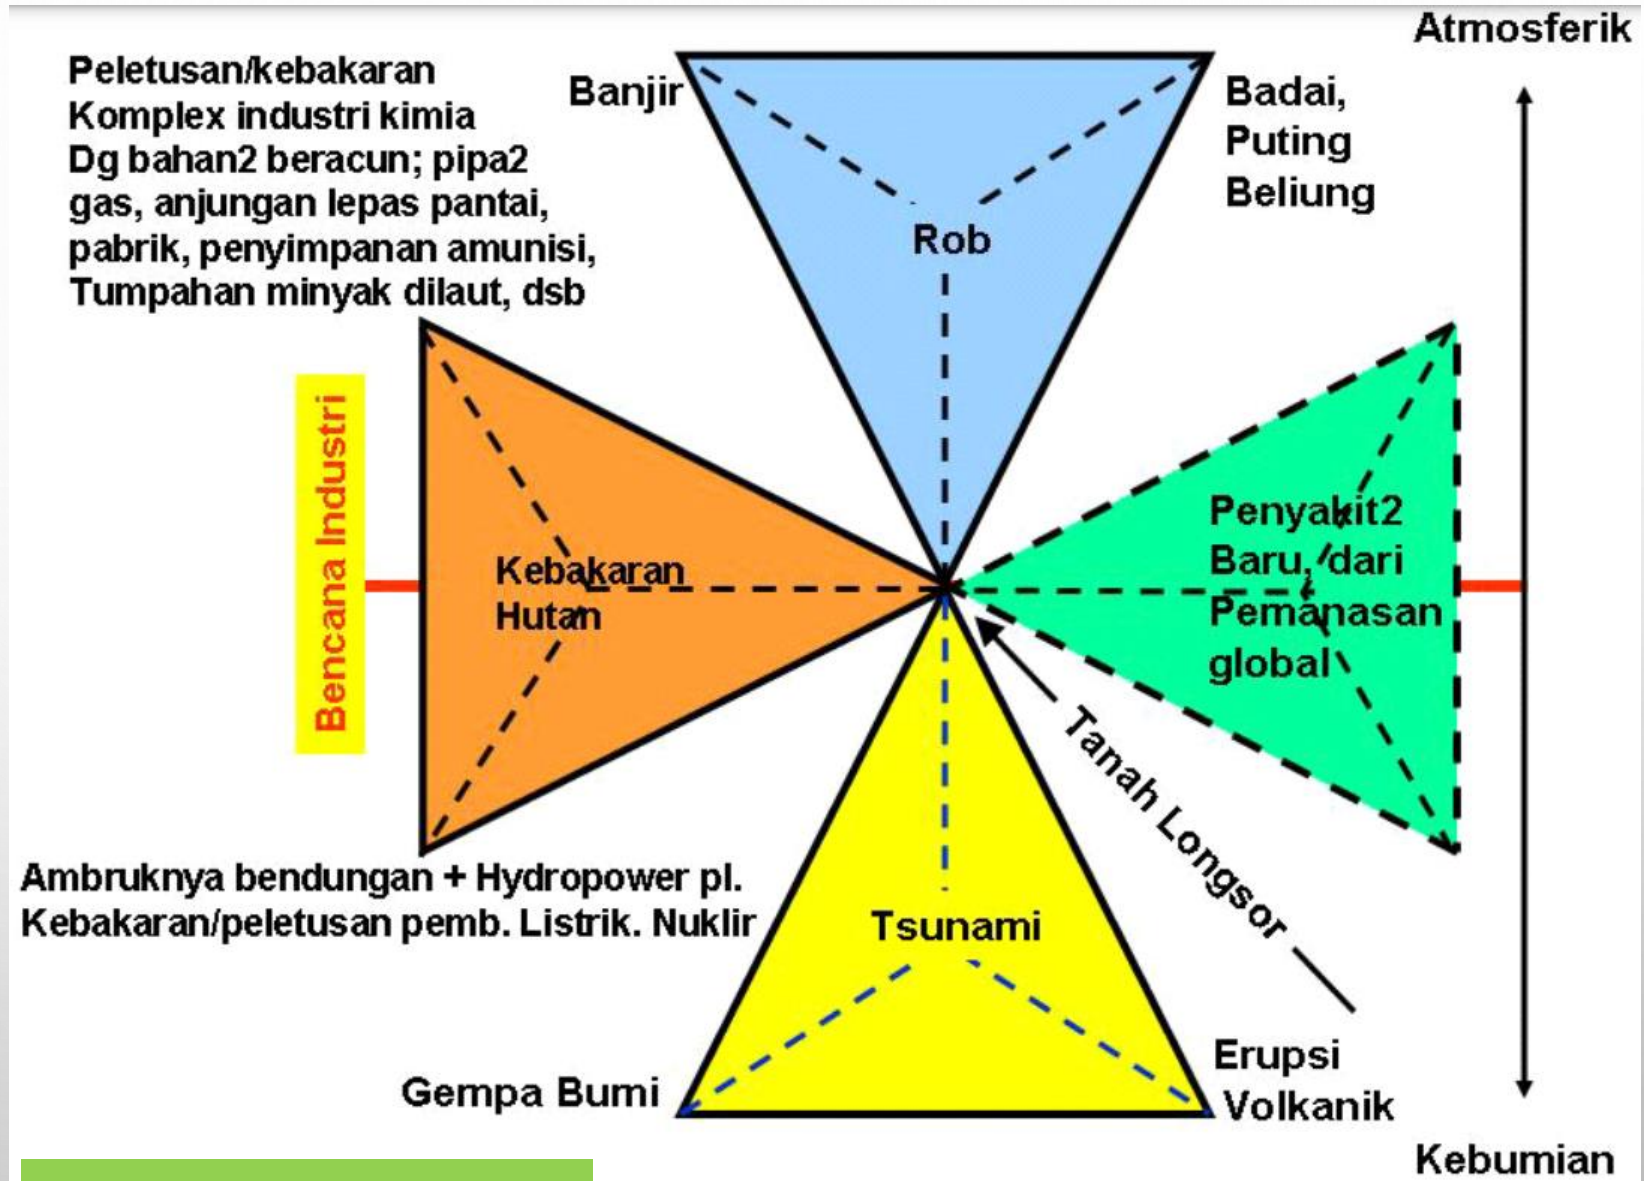 Atmosferik
Peletusan/kebakaran
Komplex industri kimia
Dg bahan2 beracun; pipa2
gas, anjungan lepas pantai,
pabrik, penyimpanan amunisi,
Tumpahan minyak dilaut, dsb
Banjir
Badai,
Puting
Beliung
Rob
Bencana Industri
Kebakaran
Hutan
Penyakit2
Baru, dari
Pemanasan
global
Tanah Longsor
Ambruknya bendungan + Hydropower pl.
Kebakaran/peletusan pemb. Listrik. Nuklir
Tsunami
Gempa Bumi
Erupsi
Volkanik
Kebumian